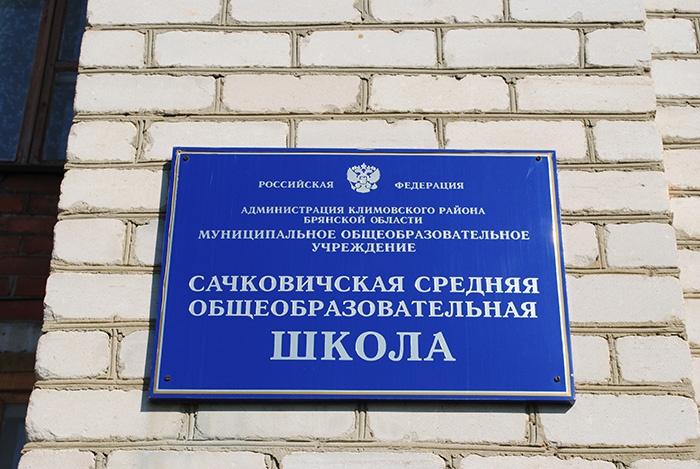 РОССИЙСКАЯ ФЕДЕРАЦИЯ
АДМИНИСТРАЦИЯ КЛИМОВСКОГО РАЙОНА
БРЯНСКОЙ ОБЛАСТИ
МУНИЦИПАЛЬНОЕ ОБЩЕОБРАЗОВАТЕЛЬНОЕ
УЧРЕЖДЕНИЕ
САЧКОВИЧСКАЯ СРЕДНЯЯ
ОБЩЕОБРАЗОВАТЕЛЬНАЯ
ШКОЛА